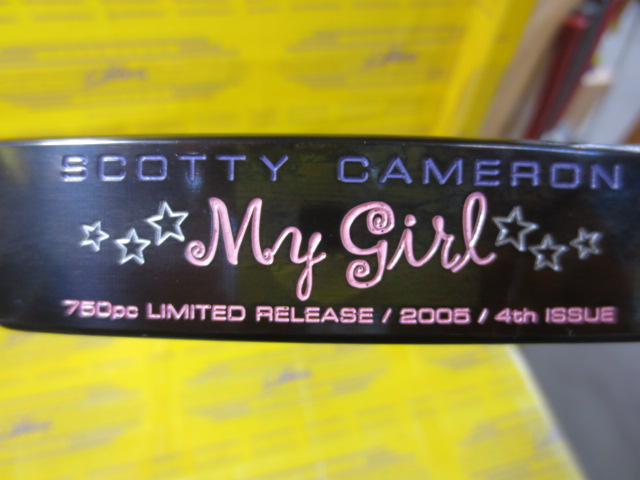 SCOTTY CAMERON
My Girl
750pc LIMITED RELEASE / 2005 / 4th ISSUE